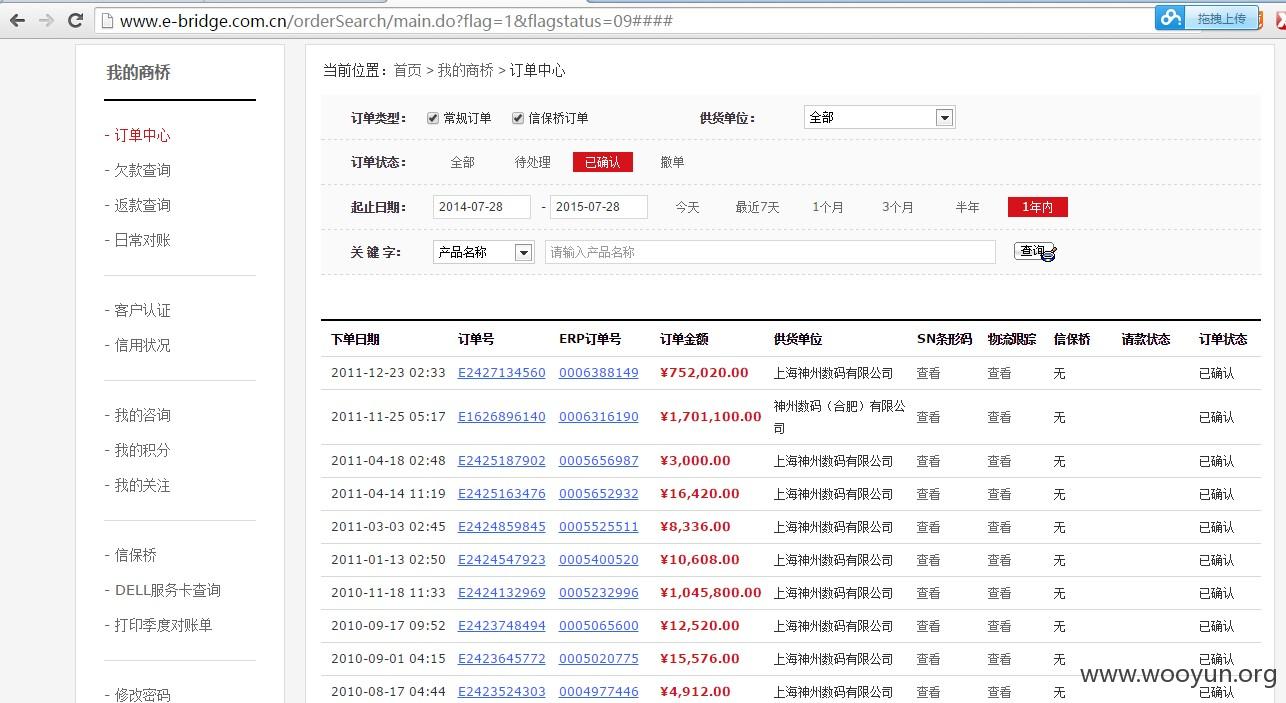 www.e-bridge.com.cn/orderSearch/main.do?flag=1&flagstatus=09####
拖拽上传
我的商桥
- 订单中心
- 欠款查询
- 返款查询
- 日常对账
- 客户认证
- 信用状况
- 我的咨询
- 我的积分
- 我的关注
- 信保桥
- DELL服务卡查询
- 打印季度对账单
- 修改密码
当前位置：首页 > 我的商桥 > 订单中心
订单类型： 常规订单 信保桥订单 供货单位： 全部
订单状态： 全部 待处理 已确认 撤单
起止日期： 2014-07-28 - 2015-07-28 今天 最近7天 1个月 3个月 半年 1年内
关 键 字： 产品名称 请输入产品名称 查询
下单日期 订单号 ERP订单号 订单金额 供货单位 SN条形码 物流跟踪 信保桥 请款状态 订单状态
2011-12-23 02:33 E2427134560 0006388149 ¥752,020.00 上海神州数码有限公司 查看 查看 无 已确认
2011-11-25 05:17 E1626896140 0006316190 ¥1,701,100.00 神州数码（合肥）有限公司 查看 查看 无 已确认
2011-04-18 02:48 E2425187902 0005656987 ¥3,000.00 上海神州数码有限公司 查看 查看 无 已确认
2011-04-14 11:19 E2425163476 0005652932 ¥16,420.00 上海神州数码有限公司 查看 查看 无 已确认
2011-03-03 02:45 E2424859845 0005525511 ¥8,336.00 上海神州数码有限公司 查看 查看 无 已确认
2011-01-13 02:50 E2424547923 0005400520 ¥10,608.00 上海神州数码有限公司 查看 查看 无 已确认
2010-11-18 11:33 E2424132969 0005232996 ¥1,045,800.00 上海神州数码有限公司 查看 查看 无 已确认
2010-09-17 09:52 E2423748494 0005065600 ¥12,520.00 上海神州数码有限公司 查看 查看 无 已确认
2010-09-01 04:15 E2423645772 0005020775 ¥15,576.00 上海神州数码有限公司 查看 查看 无 已确认
2010-08-17 04:44 E2423524303 0004977446 ¥4,912.00 上海神州数码有限公司 查看 查看 无 已确认
www.wooyun.org